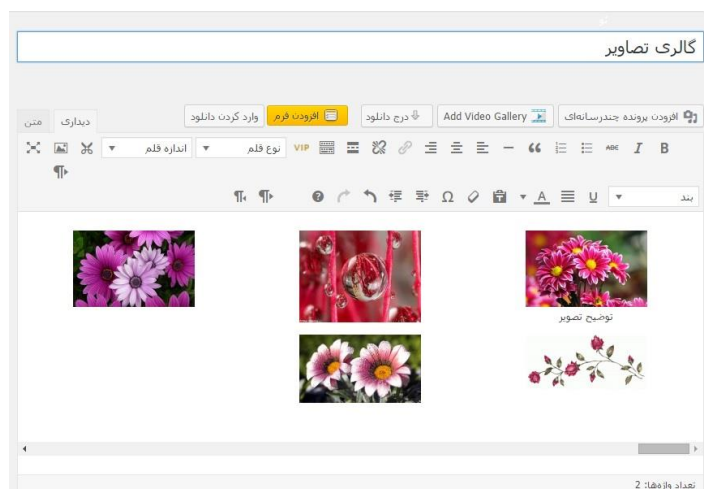 گالری تصاویر
افزودن پرونده چندرسانه‌ای Add Video Gallery درج دانلود افزودن فرم وارد کردن دانلود دیداری متن
B I ABC نوع قلم VIP اندازه قلم
بند U A Ω
توضیح تصویر
تعداد واژه‌ها: 2